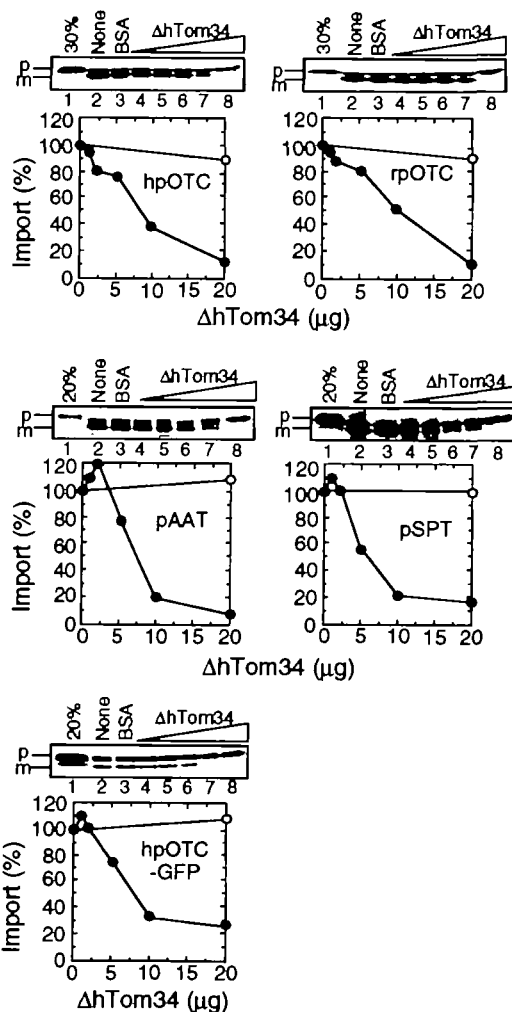 30% None BSA ΔhTom34
30% None BSA ΔhTom34
p
m
1 2 3 4 5 6 7 8
p
m
1 2 3 4 5 6 7 8
Import (%)
120
100
80
60
40
20
0
hpOTC
0 5 10 15 20
120
100
80
60
40
20
0
rpOTC
0 5 10 15 20
ΔhTom34 (μg)
20% None BSA ΔhTom34
20% None BSA ΔhTom34
p
m
1 2 3 4 5 6 7 8
p
m
1 2 3 4 5 6 7 8
Import (%)
120
100
80
60
40
20
0
pAAT
0 5 10 15 20
120
100
80
60
40
20
0
pSPT
0 5 10 15 20
ΔhTom34 (μg)
20% None BSA ΔhTom34
p
m
1 2 3 4 5 6 7 8
Import (%)
120
100
80
60
40
20
0
hpOTC
-GFP
0 5 10 15 20
ΔhTom34 (μg)